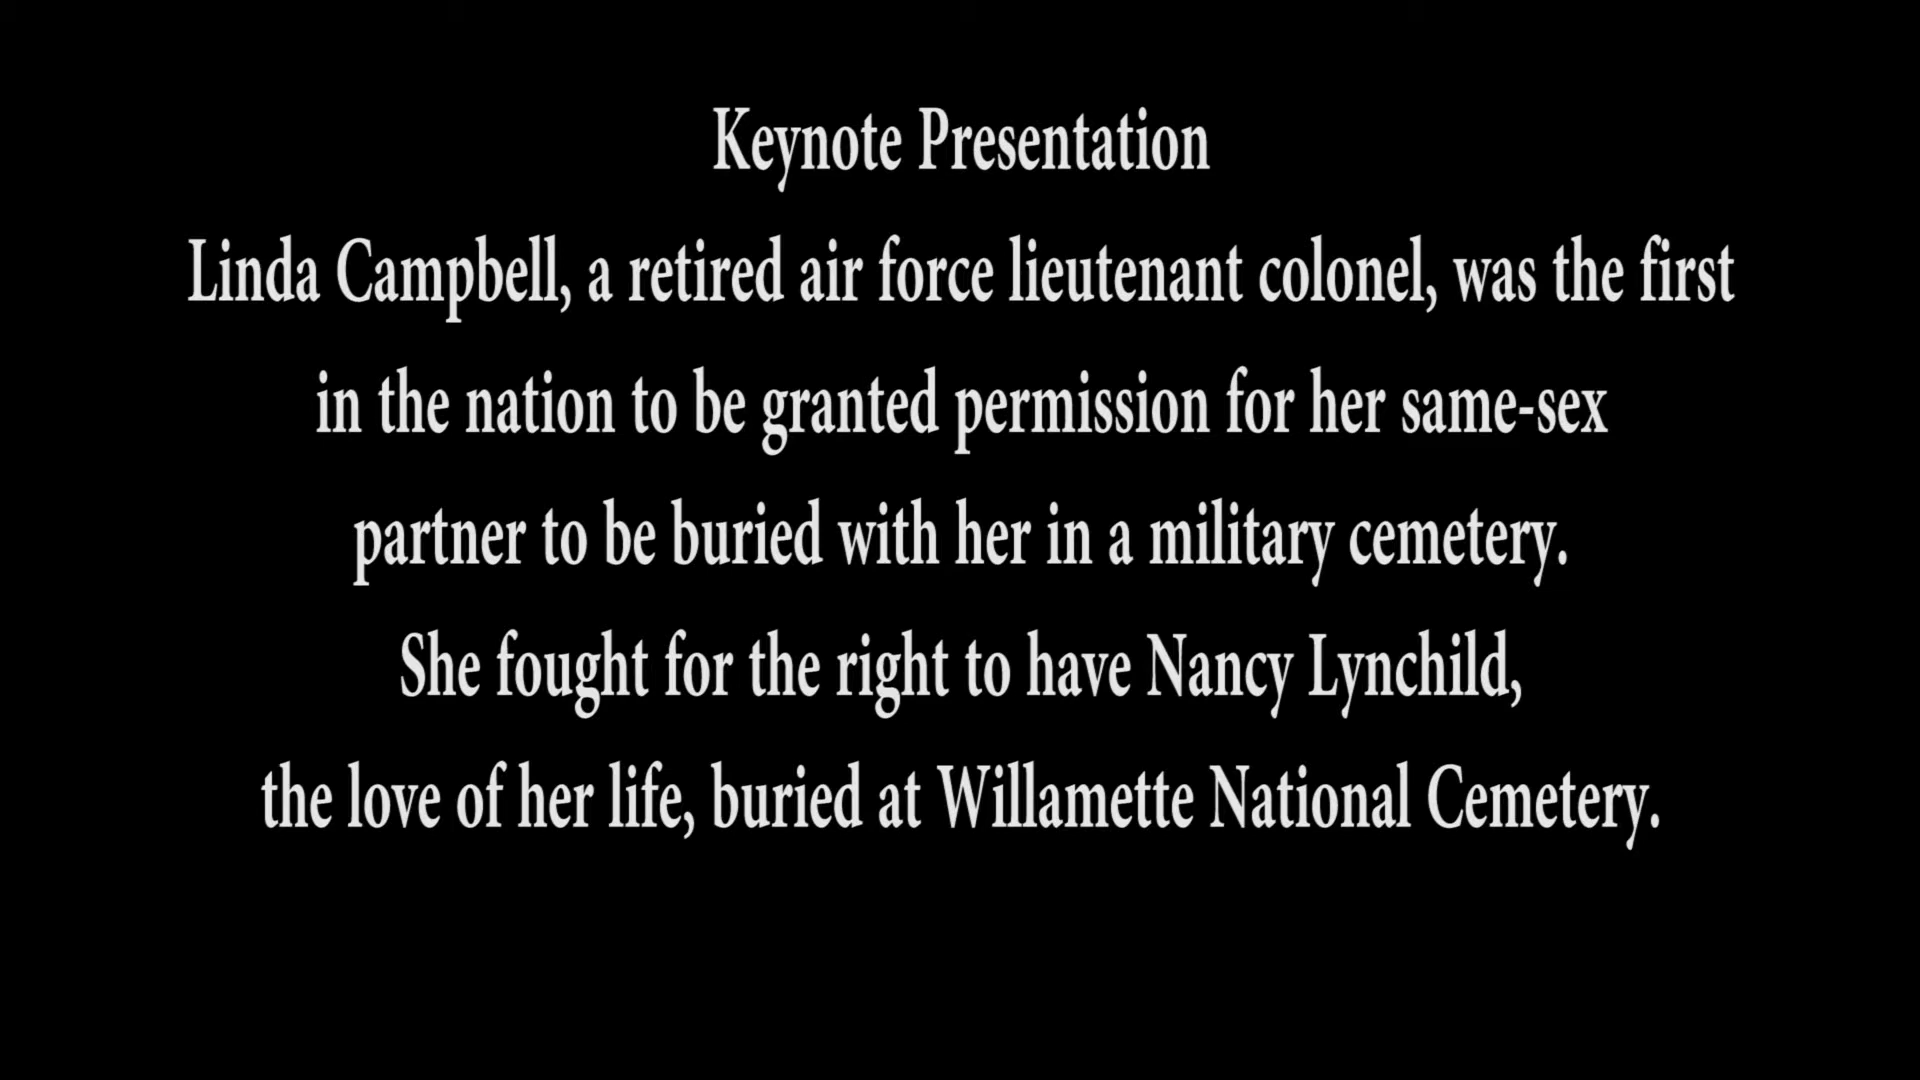 Keynote Presentation
Linda Campbell, a retired air force lieutenant colonel, was the first
in the nation to be granted permission for her same-sex
partner to be buried with her in a military cemetery.
She fought for the right to have Nancy Lynchild,
the love of her life, buried at Willamette National Cemetery.